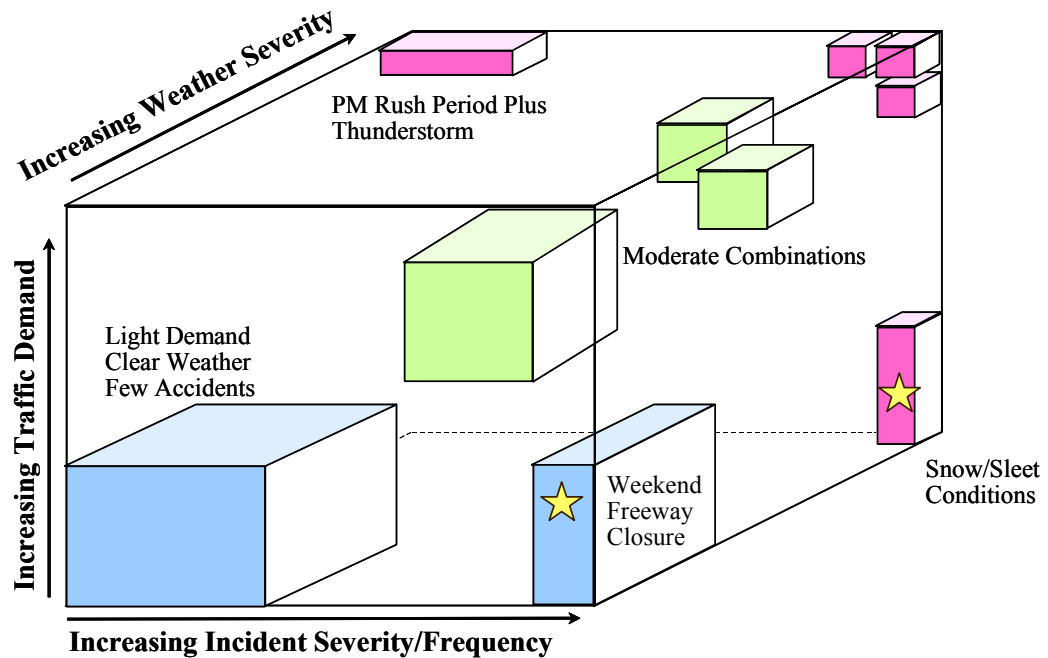 Increasing Weather Severity
PM Rush Period Plus
Thunderstorm
Moderate Combinations
Increasing Traffic Demand
Light Demand
Clear Weather
Few Accidents
Weekend
Freeway
Closure
Snow/Sleet
Conditions
Increasing Incident Severity/Frequency